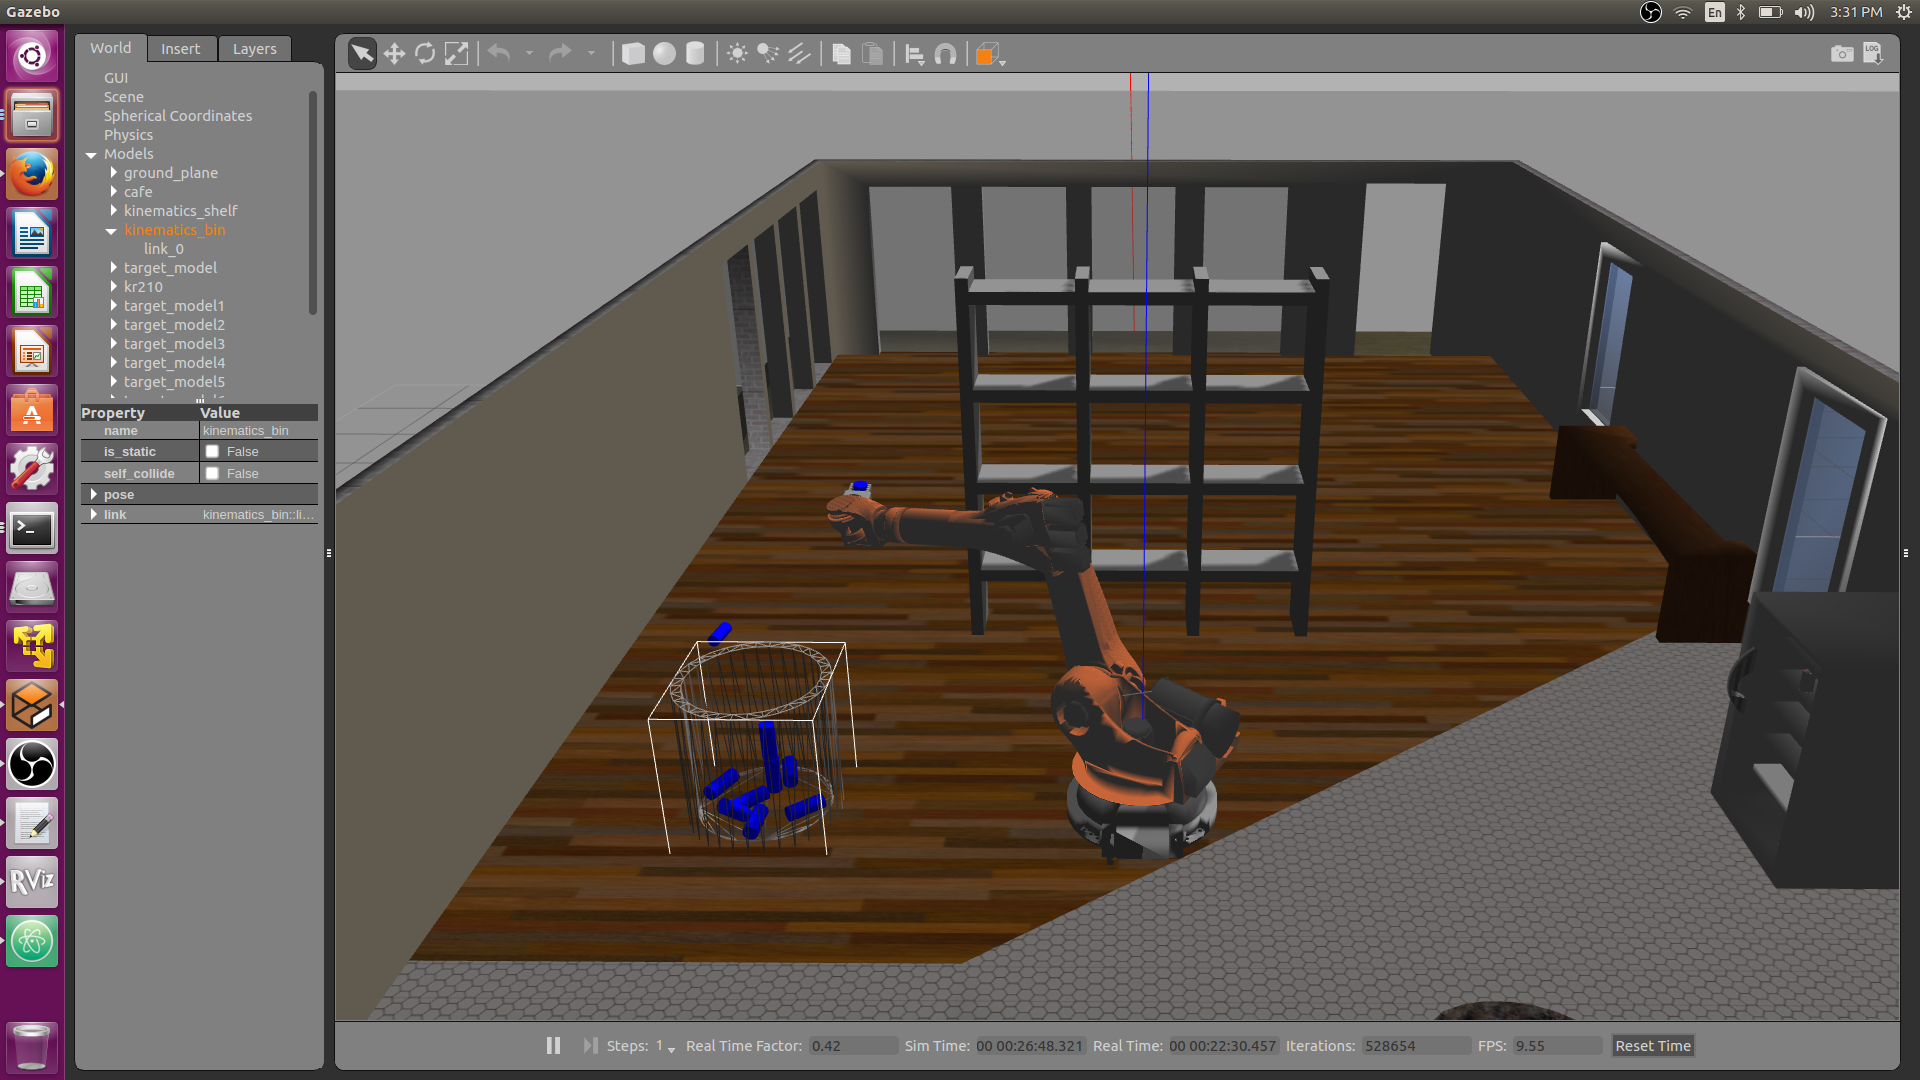 Gazebo
En
3:31 PM
World Insert Layers
GUI
Scene
Spherical Coordinates
Physics
Models
ground_plane
cafe
kinematics_shelf
kinematics_bin
link_0
target_model
kr210
target_model1
target_model2
target_model3
target_model4
target_model5
Property Value
name kinematics_bin
is_static False
self_collide False
pose
link kinematics_bin::li...
LOG
RViz
Steps: 1 Real Time Factor: 0.42 Sim Time: 00 00:26:48.321 Real Time: 00 00:22:30.457 Iterations: 528654 FPS: 9.55 Reset Time